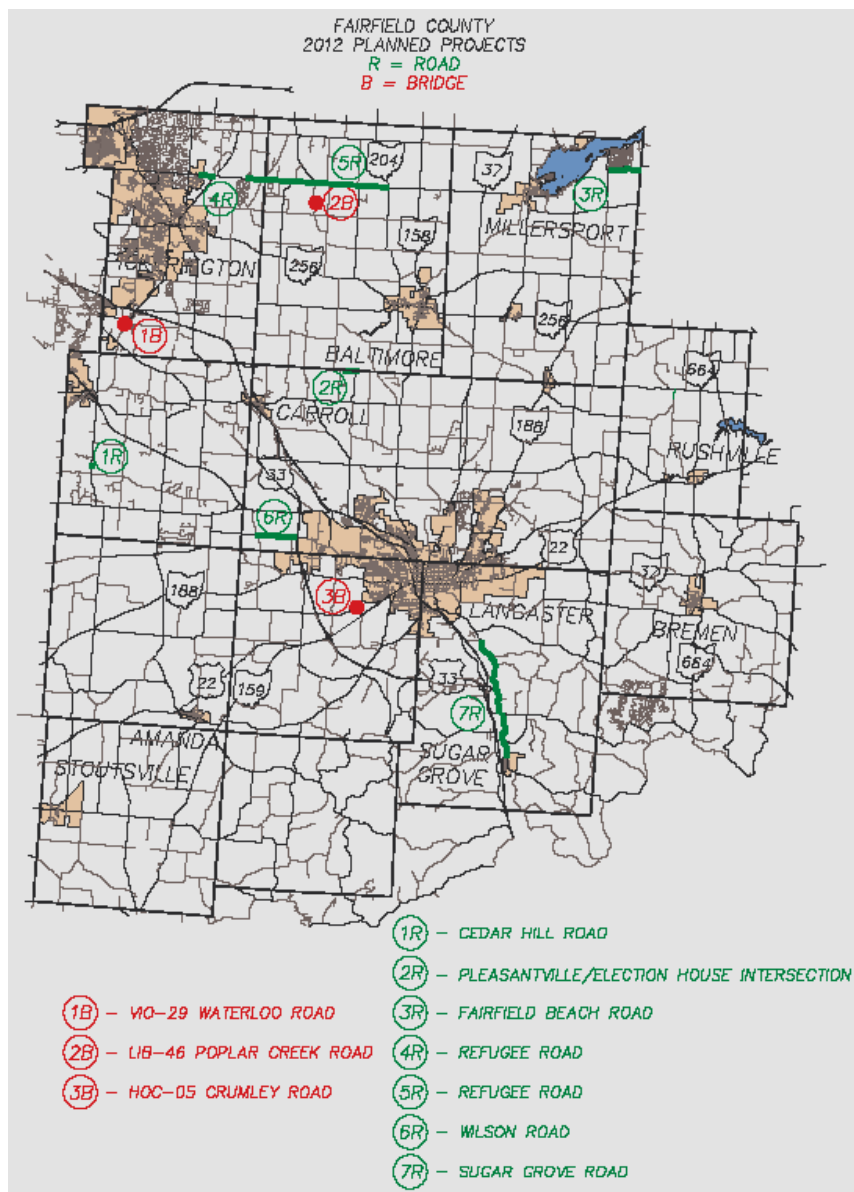 FAIRFIELD COUNTY
2012 PLANNED PROJECTS
R = ROAD
B = BRIDGE
5R
204
37
4R
2B
3R
158
MILLERSPORT
256
1B
256
BALTIMORE
664
2R
CARROLL
188
RUSHVILLE
1R
33
6R
22
37
188
3B
LANCASTER
BREMEN
664
22
159
33
7R
AMANDA
SUGAR
GROVE
STOUTSVILLE
1R – CEDAR HILL ROAD
2R – PLEASANTVILLE/ELECTION HOUSE INTERSECTION
1B – VIO-29 WATERLOO ROAD
3R – FAIRFIELD BEACH ROAD
2B – LIB-46 POPLAR CREEK ROAD
4R – REFUGEE ROAD
3B – HOC-05 CRUMLEY ROAD
5R – REFUGEE ROAD
6R – WILSON ROAD
7R – SUGAR GROVE ROAD